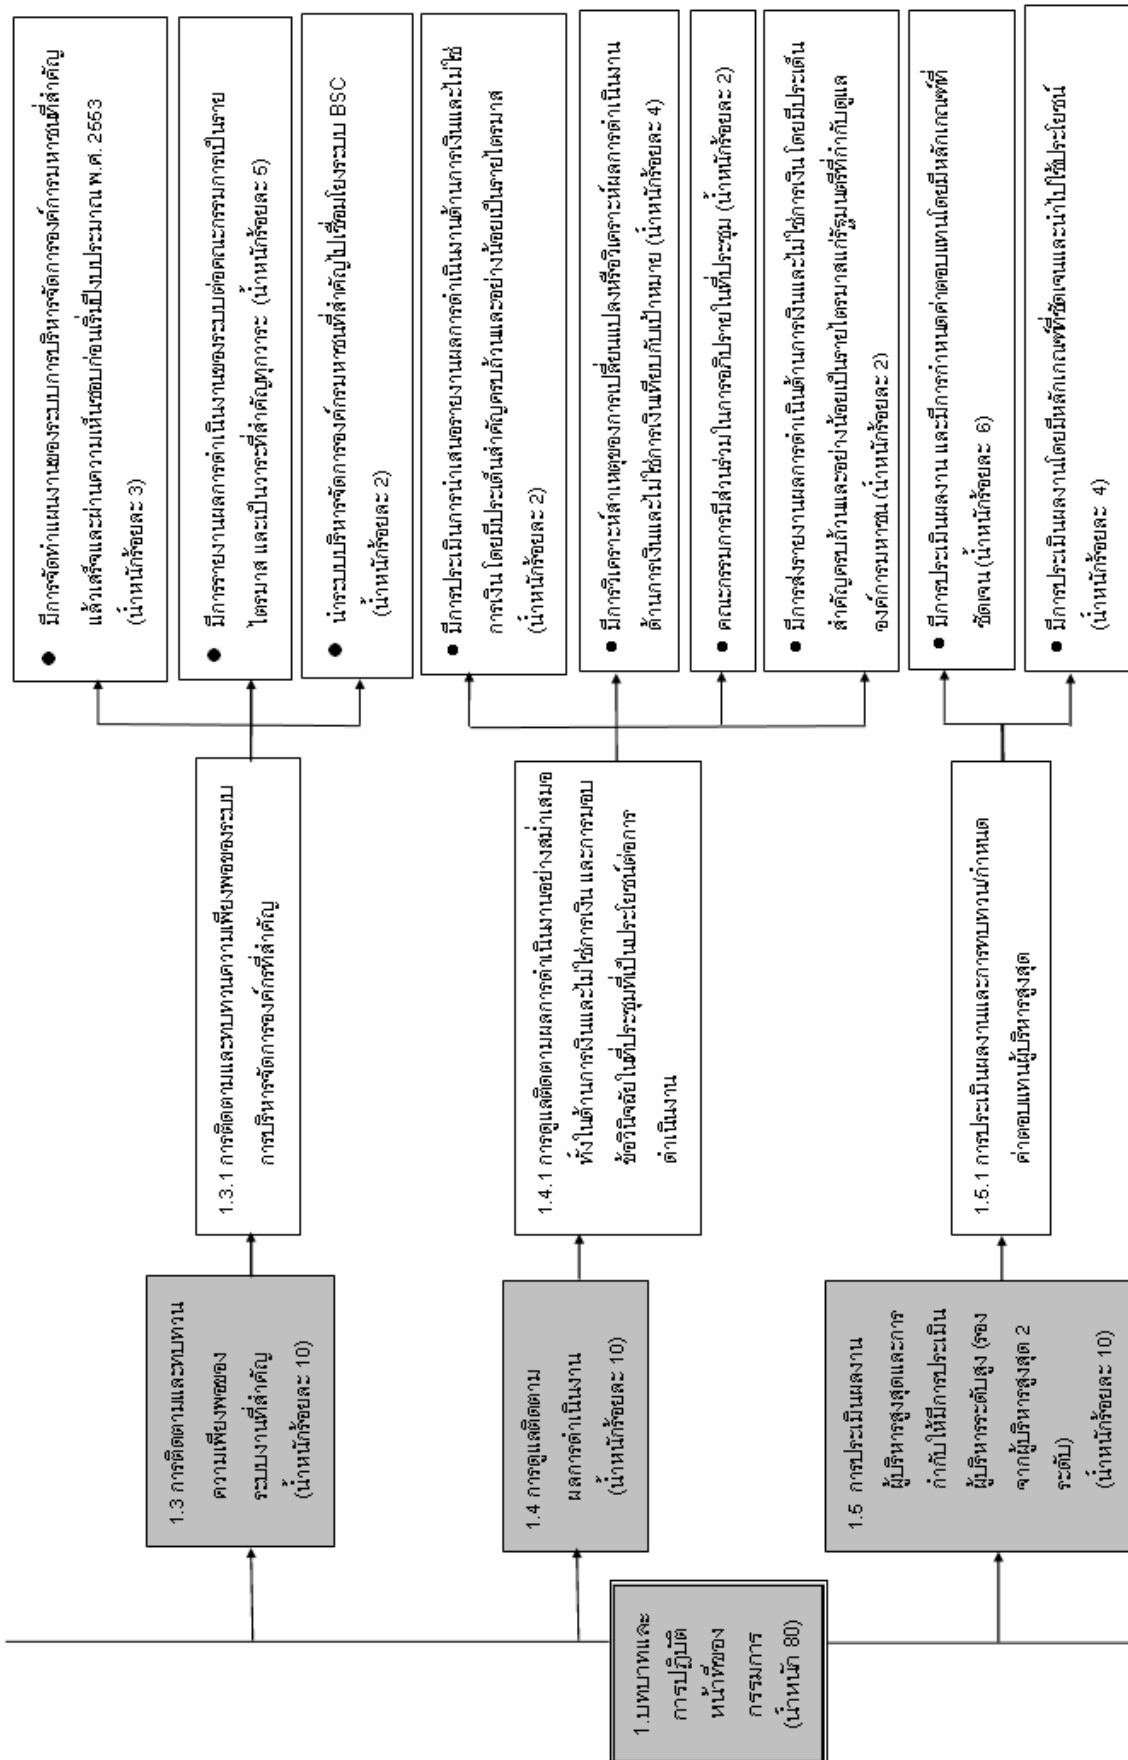 1.บทบาทและ
การปฏิบัติ
หน้าที่ของ
กรรมการ
(น้ำหนัก 80)
1.3 การติดตามและทบทวน
ความเพียงพอของ
ระบบงานที่สำคัญ
(น้ำหนักร้อยละ 10)
1.3.1 การติดตามและทบทวนความเพียงพอของระบบ
การบริหารจัดการองค์กรที่สำคัญ
● มีการจัดทำแผนงานของระบบการบริหารจัดการองค์การมหาชนที่สำคัญ
แล้วเสร็จและผ่านความเห็นชอบก่อนเริ่มปีงบประมาณ พ.ศ. 2553
(น้ำหนักร้อยละ 3)
● มีการรายงานผลการดำเนินงานของระบบต่อคณะกรรมการเป็นราย
ไตรมาส และเป็นวาระที่สำคัญทุกวาระ (น้ำหนักร้อยละ 5)
● นำระบบบริหารจัดการองค์กรมหาชนที่สำคัญไปเชื่อมโยงระบบ BSC
(น้ำหนักร้อยละ 2)
1.4 การดูแลติดตาม
ผลการดำเนินงาน
(น้ำหนักร้อยละ 10)
1.4.1 การดูแลติดตามผลการดำเนินงานอย่างสม่ำเสมอ
ทั้งในด้านการเงินและไม่ใช่การเงิน และการมอบ
ข้อวินิจฉัยในที่ประชุมที่เป็นประโยชน์ต่อการ
ดำเนินงาน
● มีการประเมินการนำเสนอรายงานผลการดำเนินงานด้านการเงินและไม่ใช่
การเงิน โดยมีประเด็นสำคัญครบถ้วนและอย่างน้อยเป็นรายไตรมาส
(น้ำหนักร้อยละ 2)
● มีการวิเคราะห์สาเหตุของการเปลี่ยนแปลงหรือวิเคราะห์ผลการดำเนินงาน
ด้านการเงินและไม่ใช่การเงินเทียบกับเป้าหมาย (น้ำหนักร้อยละ 4)
● คณะกรรมการมีส่วนร่วมในการอภิปรายในที่ประชุม (น้ำหนักร้อยละ 2)
● มีการส่งรายงานผลการดำเนินด้านการเงินและไม่ใช่การเงิน โดยมีประเด็น
สำคัญครบถ้วนและอย่างน้อยเป็นรายไตรมาสแก่รัฐมนตรีที่กำกับดูแล
องค์การมหาชน (น้ำหนักร้อยละ 2)
1.5 การประเมินผลงาน
ผู้บริหารสูงสุดและการ
กำกับให้มีการประเมิน
ผู้บริหารระดับสูง (รอง
จากผู้บริหารสูงสุด 2
ระดับ)
(น้ำหนักร้อยละ 10)
1.5.1 การประเมินผลงานและการทบทวน/กำหนด
ค่าตอบแทนผู้บริหารสูงสุด
● มีการประเมินผลงาน และมีการกำหนดค่าตอบแทนโดยมีหลักเกณฑ์ที่
ชัดเจน (น้ำหนักร้อยละ 6)
● มีการประเมินผลงานโดยมีหลักเกณฑ์ที่ชัดเจนและนำไปใช้ประโยชน์
(น้ำหนักร้อยละ 4)